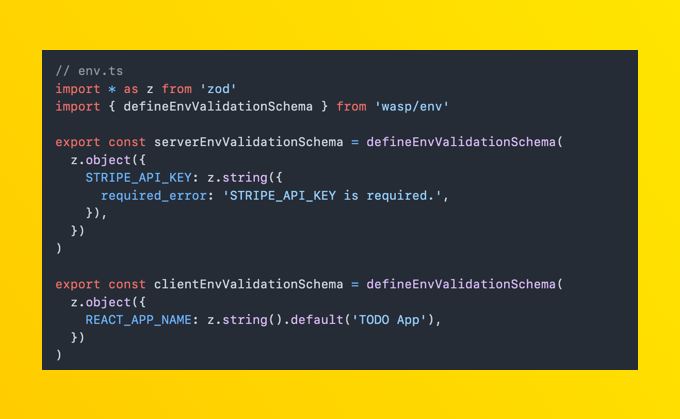 // env.ts
import * as z from 'zod'
import { defineEnvValidationSchema } from 'wasp/env'

export const serverEnvValidationSchema = defineEnvValidationSchema(
  z.object({
    STRIPE_API_KEY: z.string({
      required_error: 'STRIPE_API_KEY is required.',
    }),
  })
)

export const clientEnvValidationSchema = defineEnvValidationSchema(
  z.object({
    REACT_APP_NAME: z.string().default('TODO App'),
  })
)